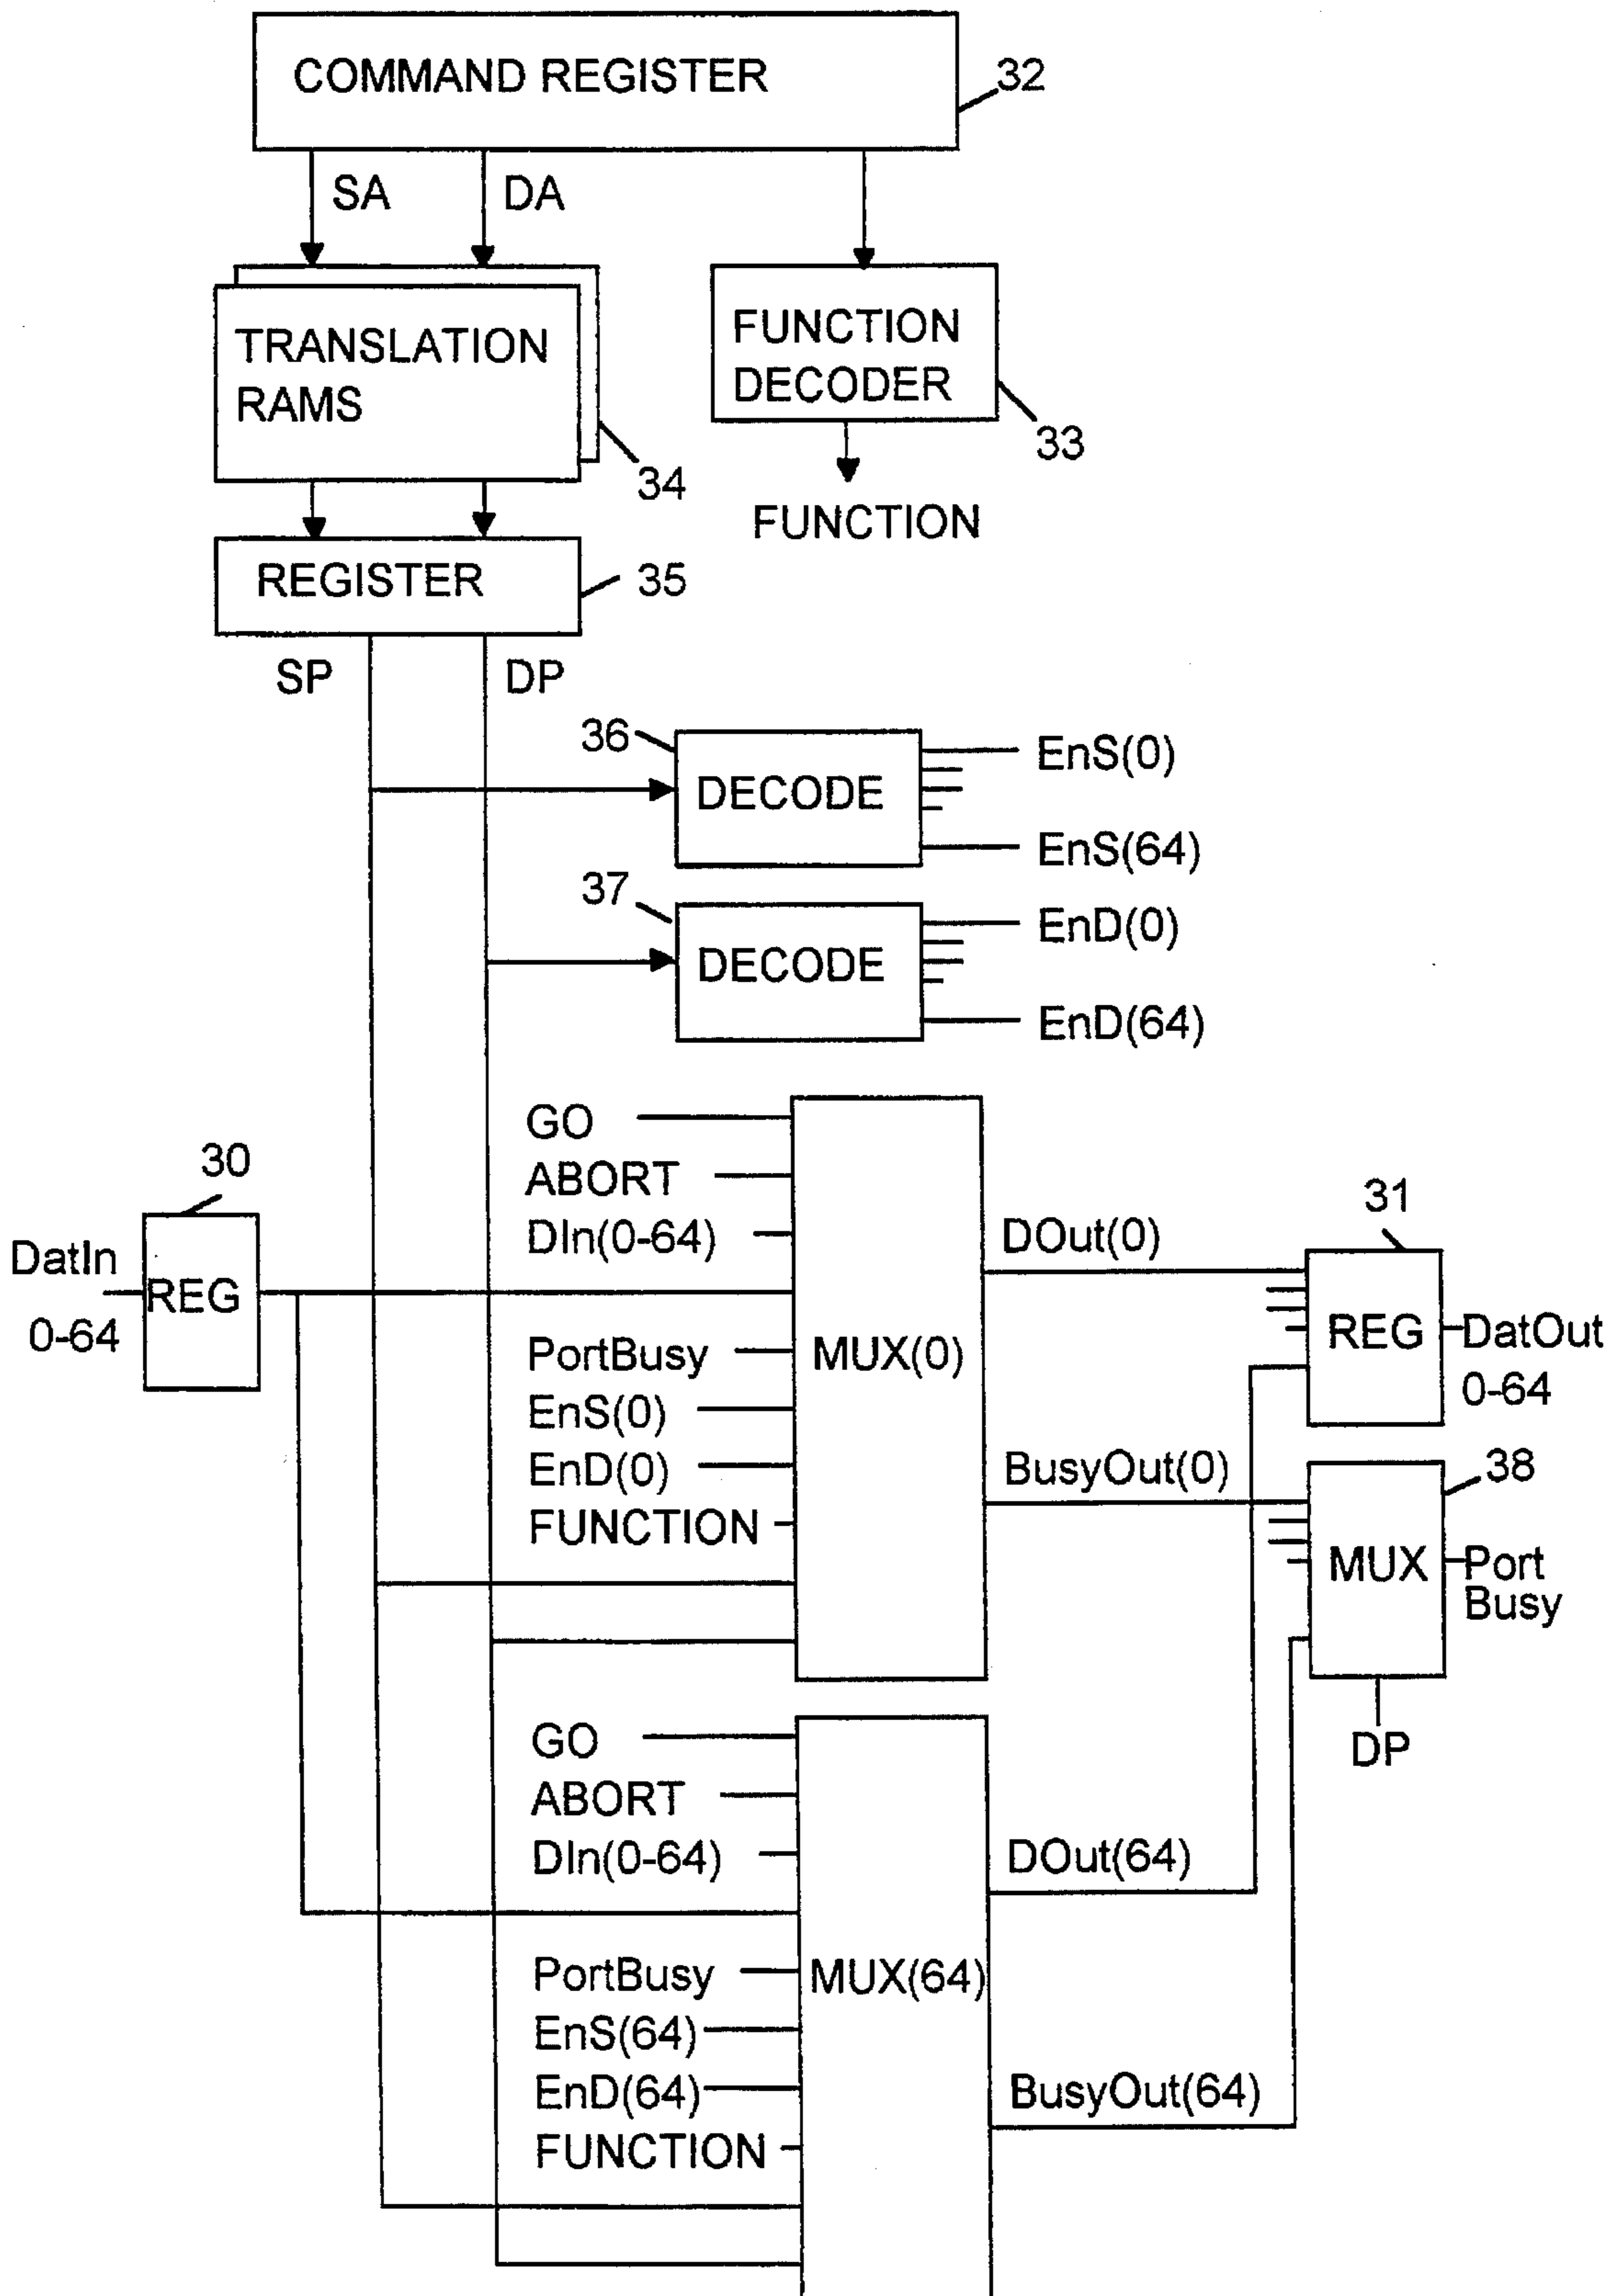 COMMAND REGISTER
32
SA
DA
TRANSLATION
RAMS
34
FUNCTION
DECODER
33
FUNCTION
REGISTER
35
SP
DP
36
DECODE
EnS(0)
EnS(64)
37
DECODE
EnD(0)
EnD(64)
GO
ABORT
DIn(0-64)
30
DatIn
0-64
REG
PortBusy
EnS(0)
EnD(0)
FUNCTION
MUX(0)
DOut(0)
BusyOut(0)
31
REG
DatOut
0-64
38
MUX
Port
Busy
DP
GO
ABORT
DIn(0-64)
PortBusy
EnS(64)
EnD(64)
FUNCTION
MUX(64)
DOut(64)
BusyOut(64)